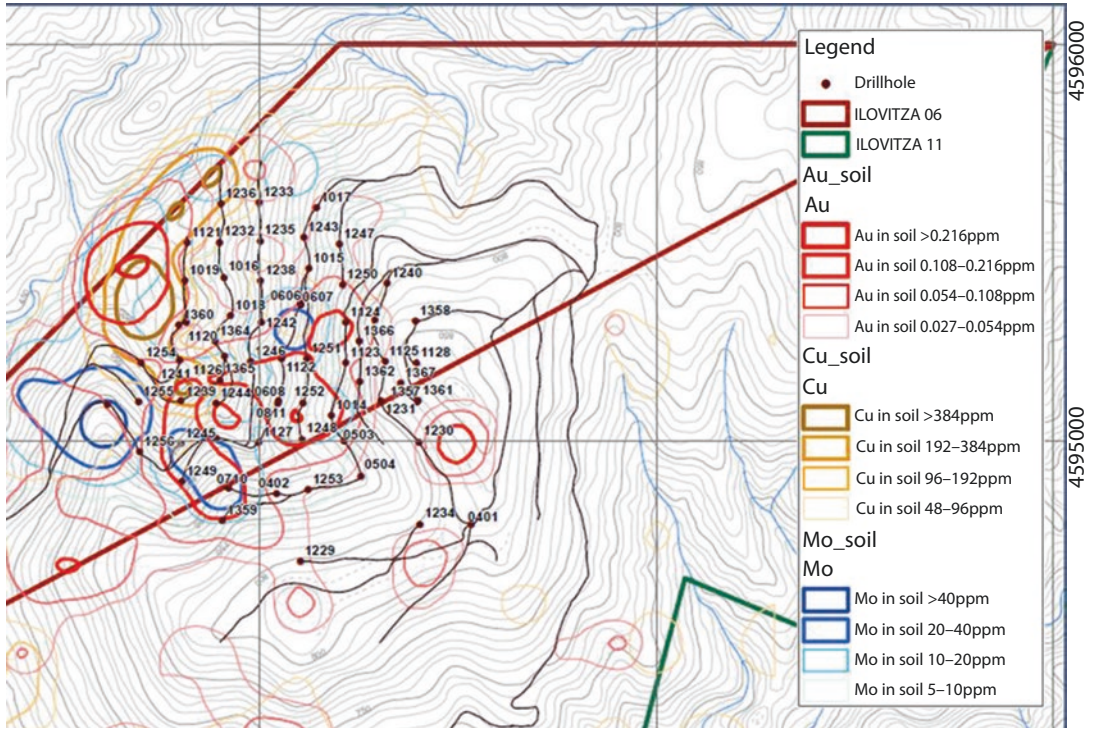 Legend
Drillhole
ILOVITZA 06
ILOVITZA 11
Au_soil
Au
Au in soil >0.216ppm
Au in soil 0.108–0.216ppm
Au in soil 0.054–0.108ppm
Au in soil 0.027–0.054ppm
Cu_soil
Cu
Cu in soil >384ppm
Cu in soil 192–384ppm
Cu in soil 96–192ppm
Cu in soil 48–96ppm
Mo_soil
Mo
Mo in soil >40ppm
Mo in soil 20–40ppm
Mo in soil 10–20ppm
Mo in soil 5–10ppm
4596000
4595000
1236 1233
1017
1121 1232 1235 1243 1247
1019 1016 1238 1015 1250 1240
0606 0607
1360 1013 1242 1124 1358
1120 1364 1366
1254 1246 1251 1123 1125 1128
1241 1126 1365 1122 1362 1367
1255 1239 1244 0608 1252 1357 1361
0811 1014 1231
1256 1245 1127 1248 0503 1230
1249 0710 0402 1253 0504
1359 1234 0401
1229
800
600
750